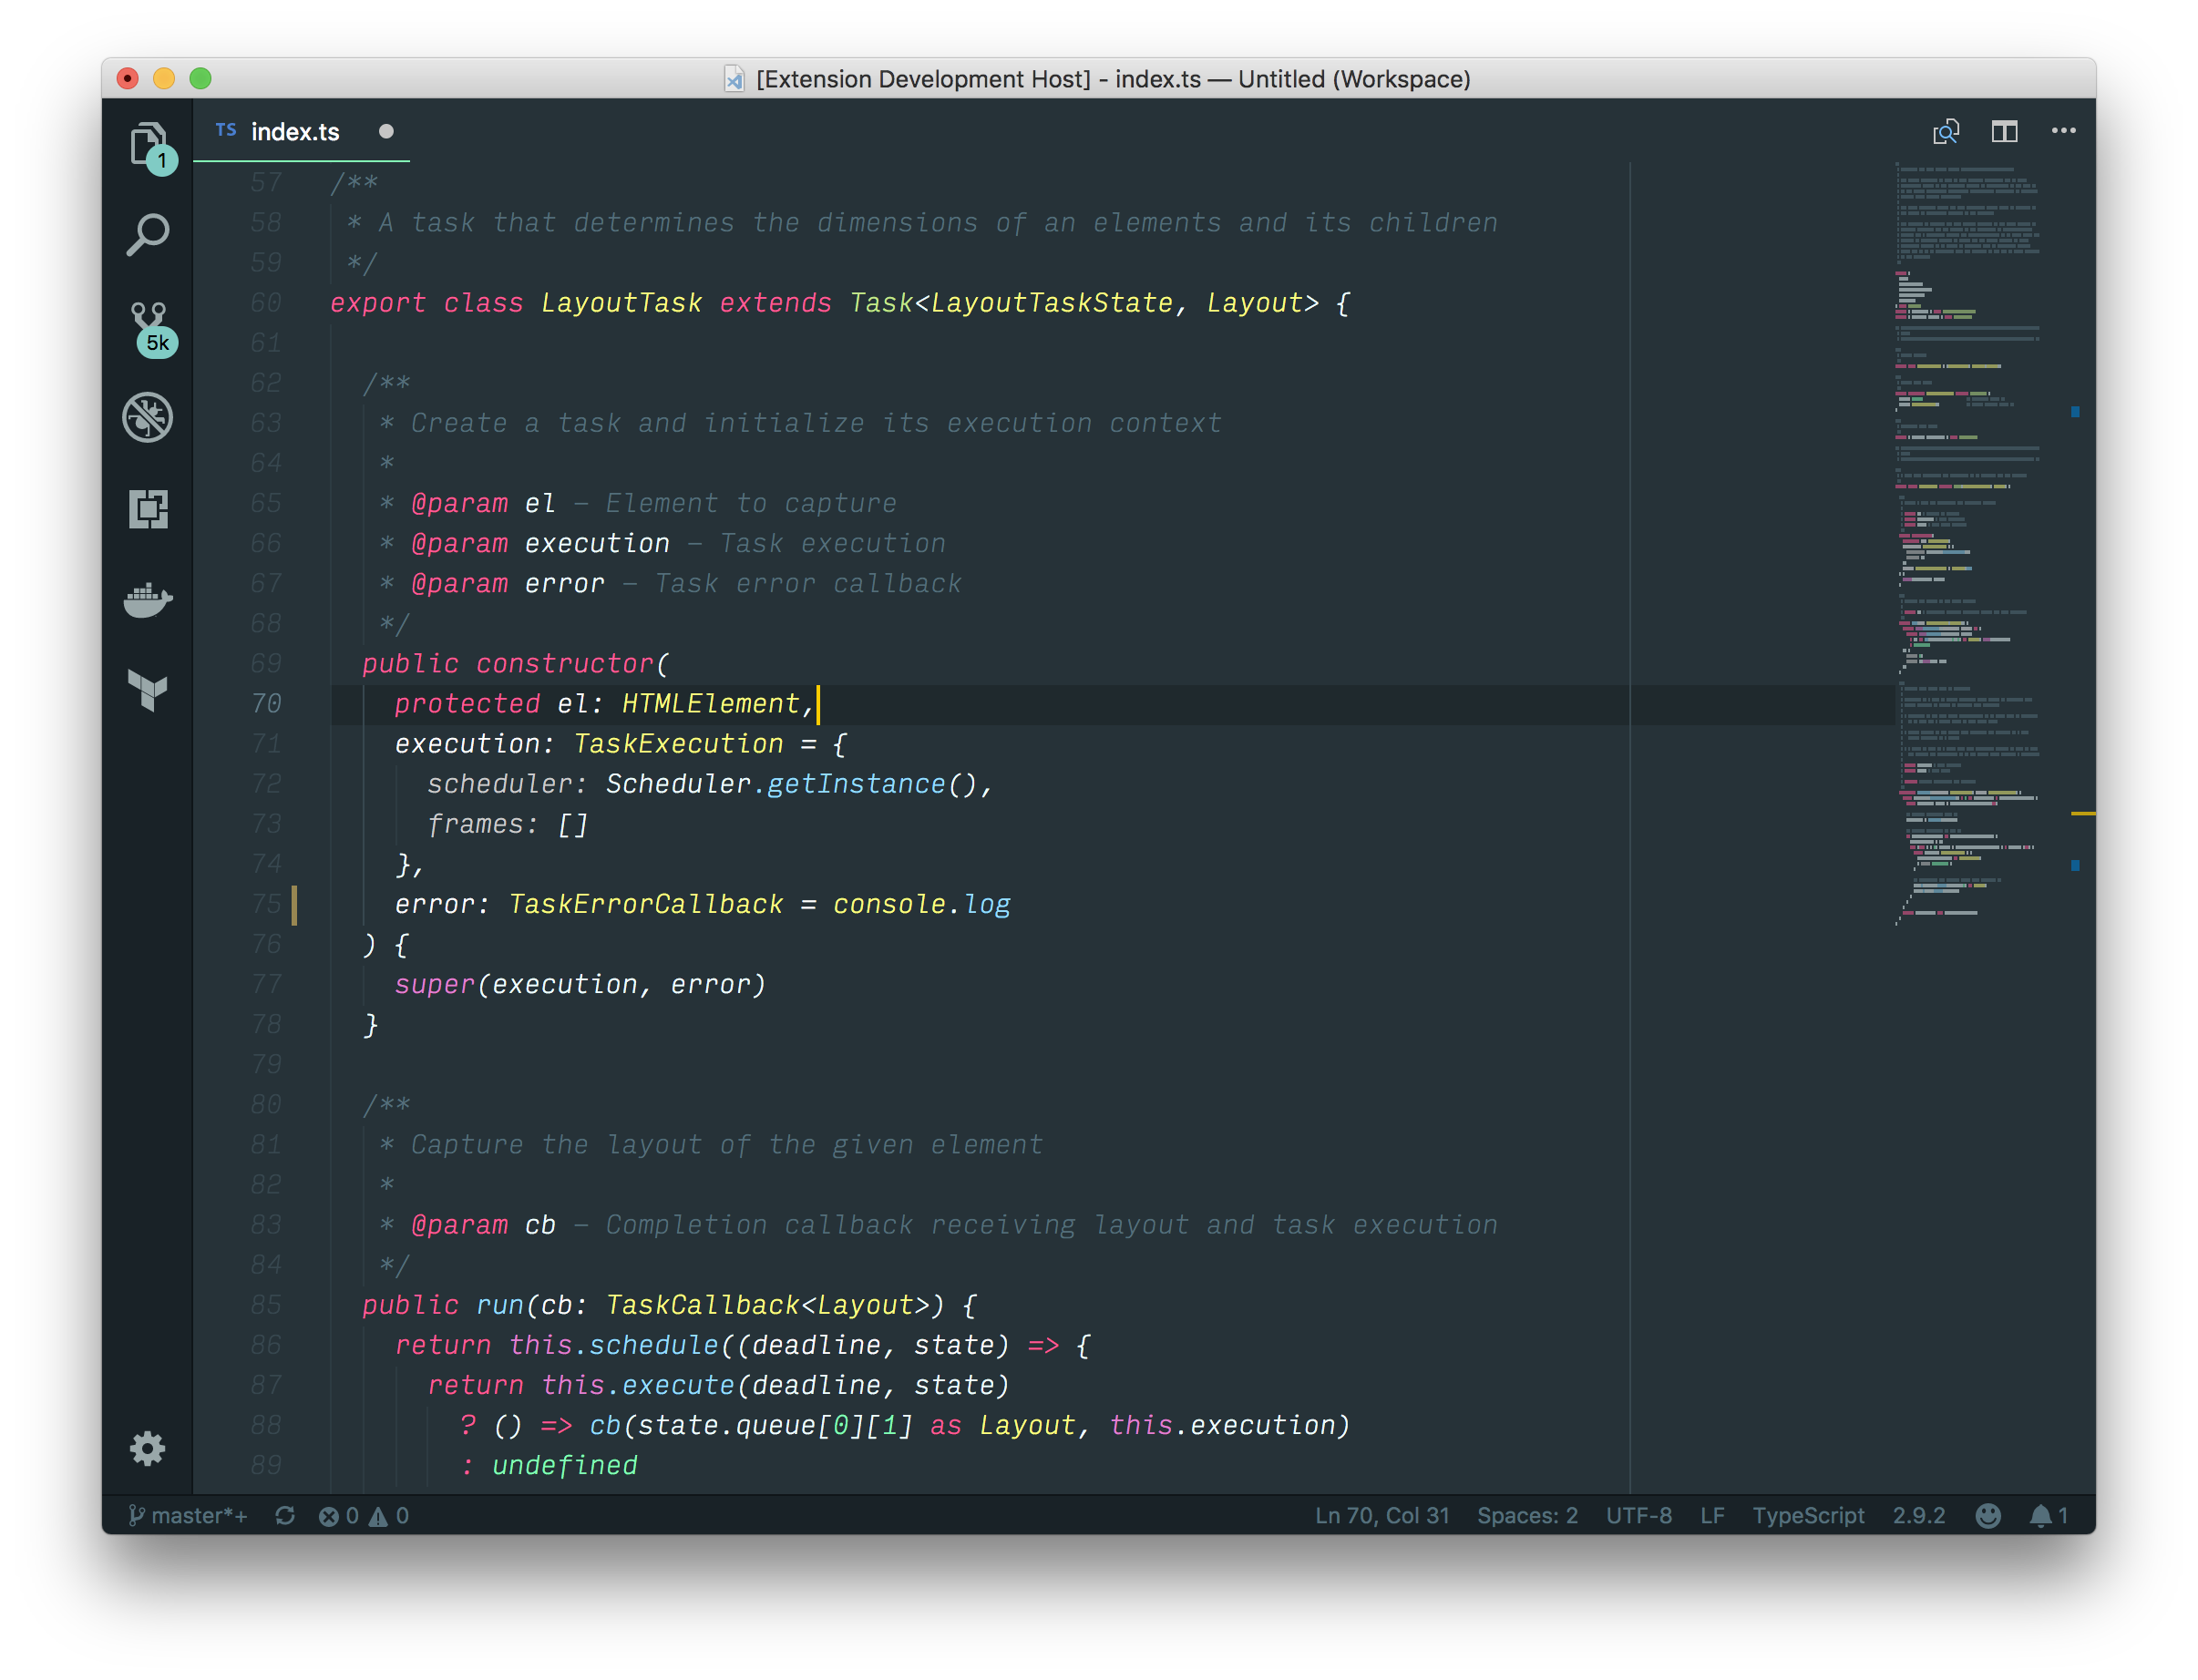 [Extension Development Host] - index.ts — Untitled (Workspace)
TS index.ts
1
5k
57 /**
58  * A task that determines the dimensions of an elements and its children
59  */
60 export class LayoutTask extends Task<LayoutTaskState, Layout> {
61
62   /**
63    * Create a task and initialize its execution context
64    *
65    * @param el – Element to capture
66    * @param execution – Task execution
67    * @param error – Task error callback
68    */
69   public constructor(
70     protected el: HTMLElement,
71     execution: TaskExecution = {
72       scheduler: Scheduler.getInstance(),
73       frames: []
74     },
75     error: TaskErrorCallback = console.log
76   ) {
77     super(execution, error)
78   }
79
80   /**
81    * Capture the layout of the given element
82    *
83    * @param cb – Completion callback receiving layout and task execution
84    */
85   public run(cb: TaskCallback<Layout>) {
86     return this.schedule((deadline, state) => {
87       return this.execute(deadline, state)
88         ? () => cb(state.queue[0][1] as Layout, this.execution)
89         : undefined
master*+ 0 0 Ln 70, Col 31 Spaces: 2 UTF-8 LF TypeScript 2.9.2 1